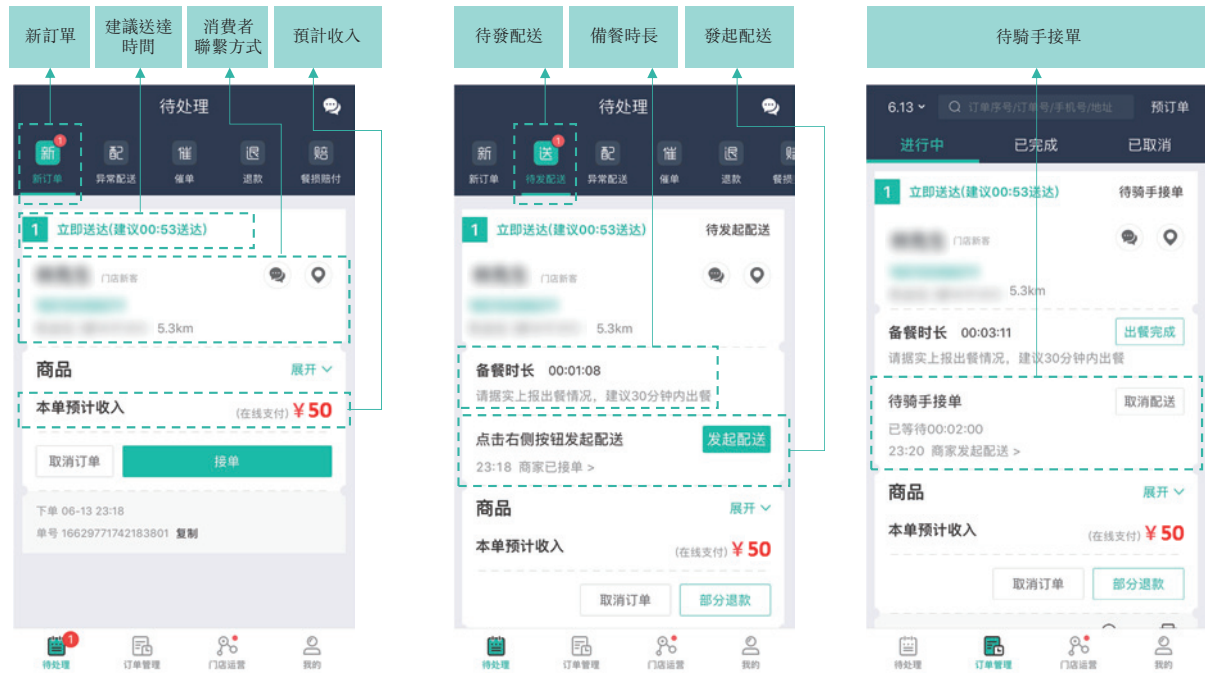 新訂單
建議送達
時間
消費者
聯繫方式
預計收入
待处理
新
1
配
催
退
赔
新订单
异常配送
催单
退款
餐损赔付
1 立即送达(建议00:53送达)
门店新客
5.3km
商品
展开
本单预计收入
(在线支付) ¥50
取消订单
接单
下单 06-13 23:18
单号 16629771742183801 复制
1
待处理
订单管理
门店运营
我的
待發配送
備餐時長
發起配送
待处理
新
送
1
配
催
退
新订单
待发配送
异常配送
催单
退款
餐损
1 立即送达(建议00:53送达)
待发起配送
门店新客
5.3km
备餐时长 00:01:08
请据实上报出餐情况，建议30分钟内出餐
点击右侧按钮发起配送
发起配送
23:18 商家已接单 >
商品
展开
本单预计收入
(在线支付) ¥50
取消订单
部分退款
待处理
订单管理
门店运营
我的
待騎手接單
6.13
订单序号/订单号/手机号/地址
预订单
进行中
已完成
已取消
1 立即送达(建议00:53送达)
待骑手接单
门店新客
5.3km
备餐时长 00:03:11
出餐完成
请据实上报出餐情况，建议30分钟内出餐
待骑手接单
取消配送
已等待00:02:00
23:20 商家发起配送 >
商品
展开
本单预计收入
(在线支付) ¥50
取消订单
部分退款
待处理
订单管理
门店运营
我的